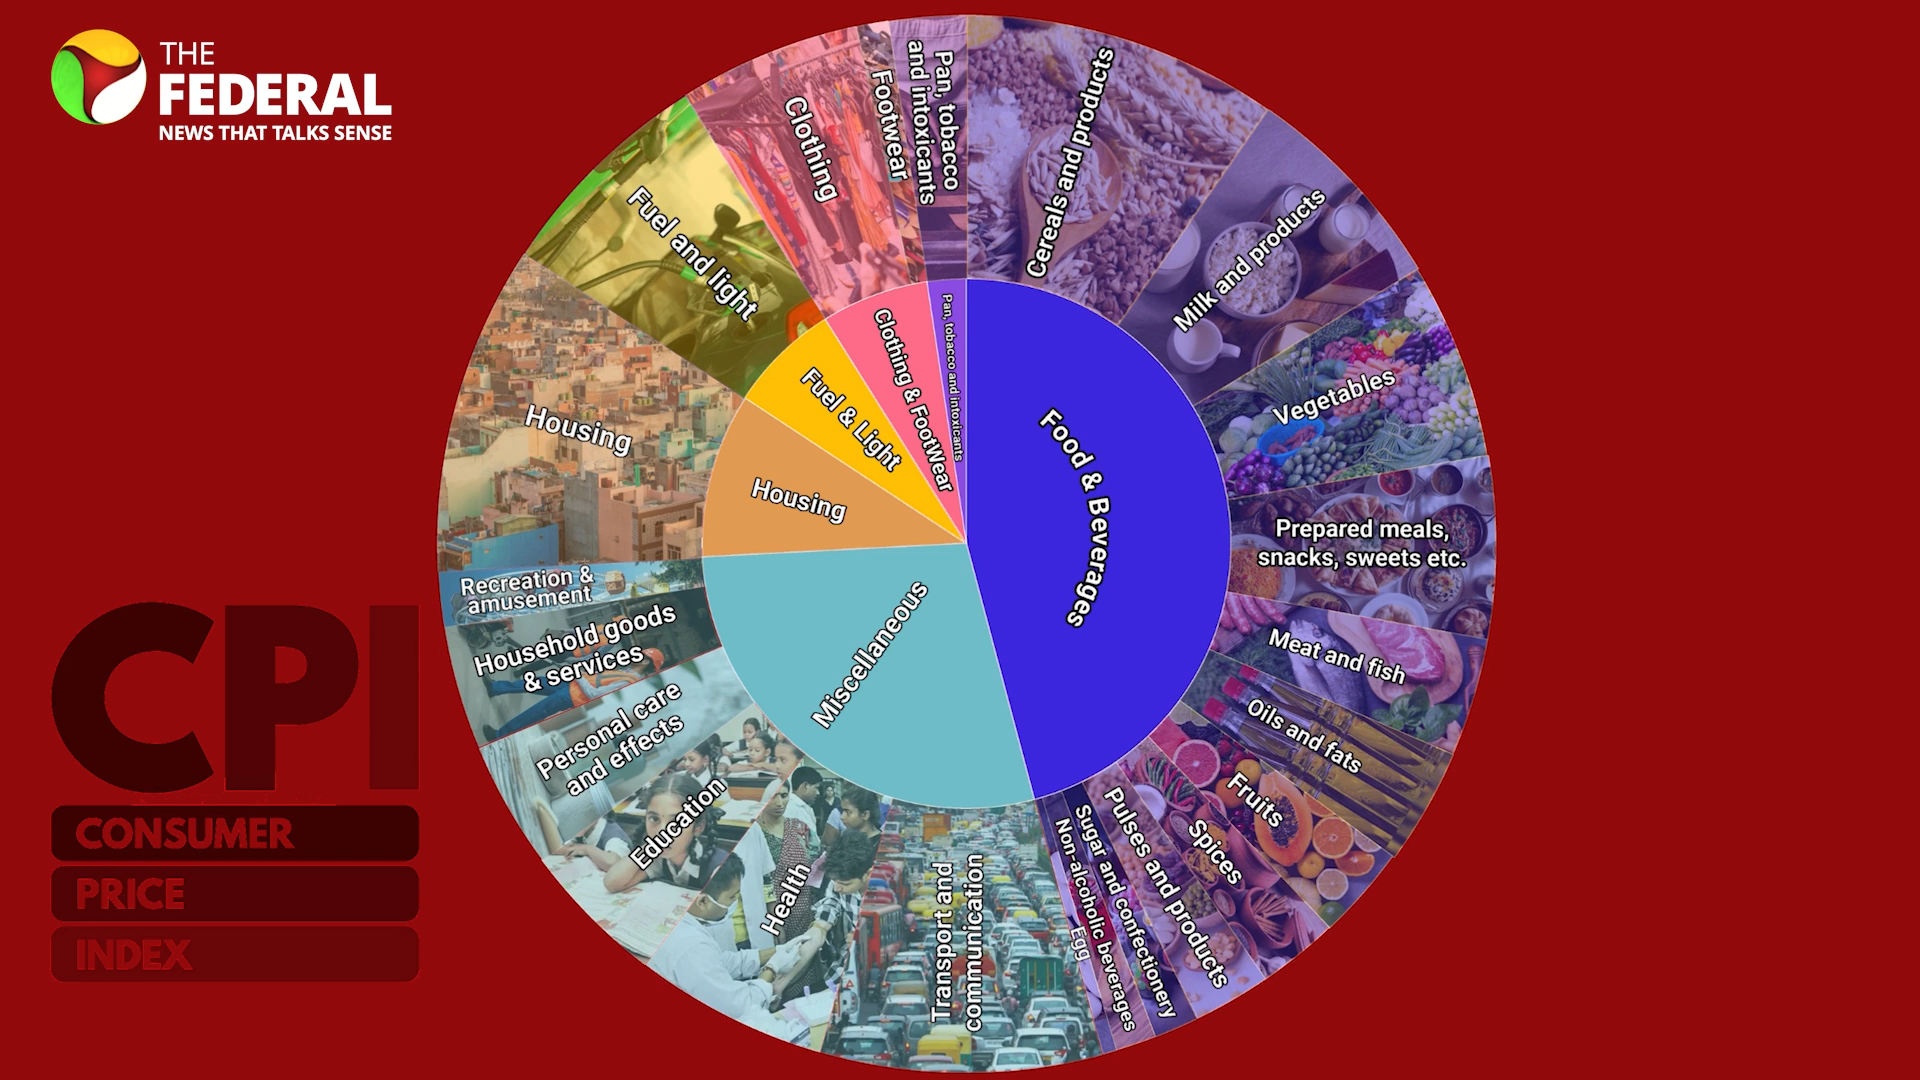 THE
FEDERAL
NEWS THAT TALKS SENSE
CPI
CONSUMER
PRICE
INDEX
Food & Beverages
Miscellaneous
Housing
Fuel & Light
Clothing & FootWear
Pan, tobacco and intoxicants
Cereals and products
Milk and products
Vegetables
Prepared meals,
snacks, sweets etc.
Meat and fish
Oils and fats
Fruits
Spices
Pulses and products
Sugar and confectionery
Non-alcoholic beverages
Egg
Transport and
communication
Health
Education
Personal care
and effects
Household goods
& services
Recreation &
amusement
Housing
Fuel and light
Clothing
Footwear
Pan, tobacco
and intoxicants